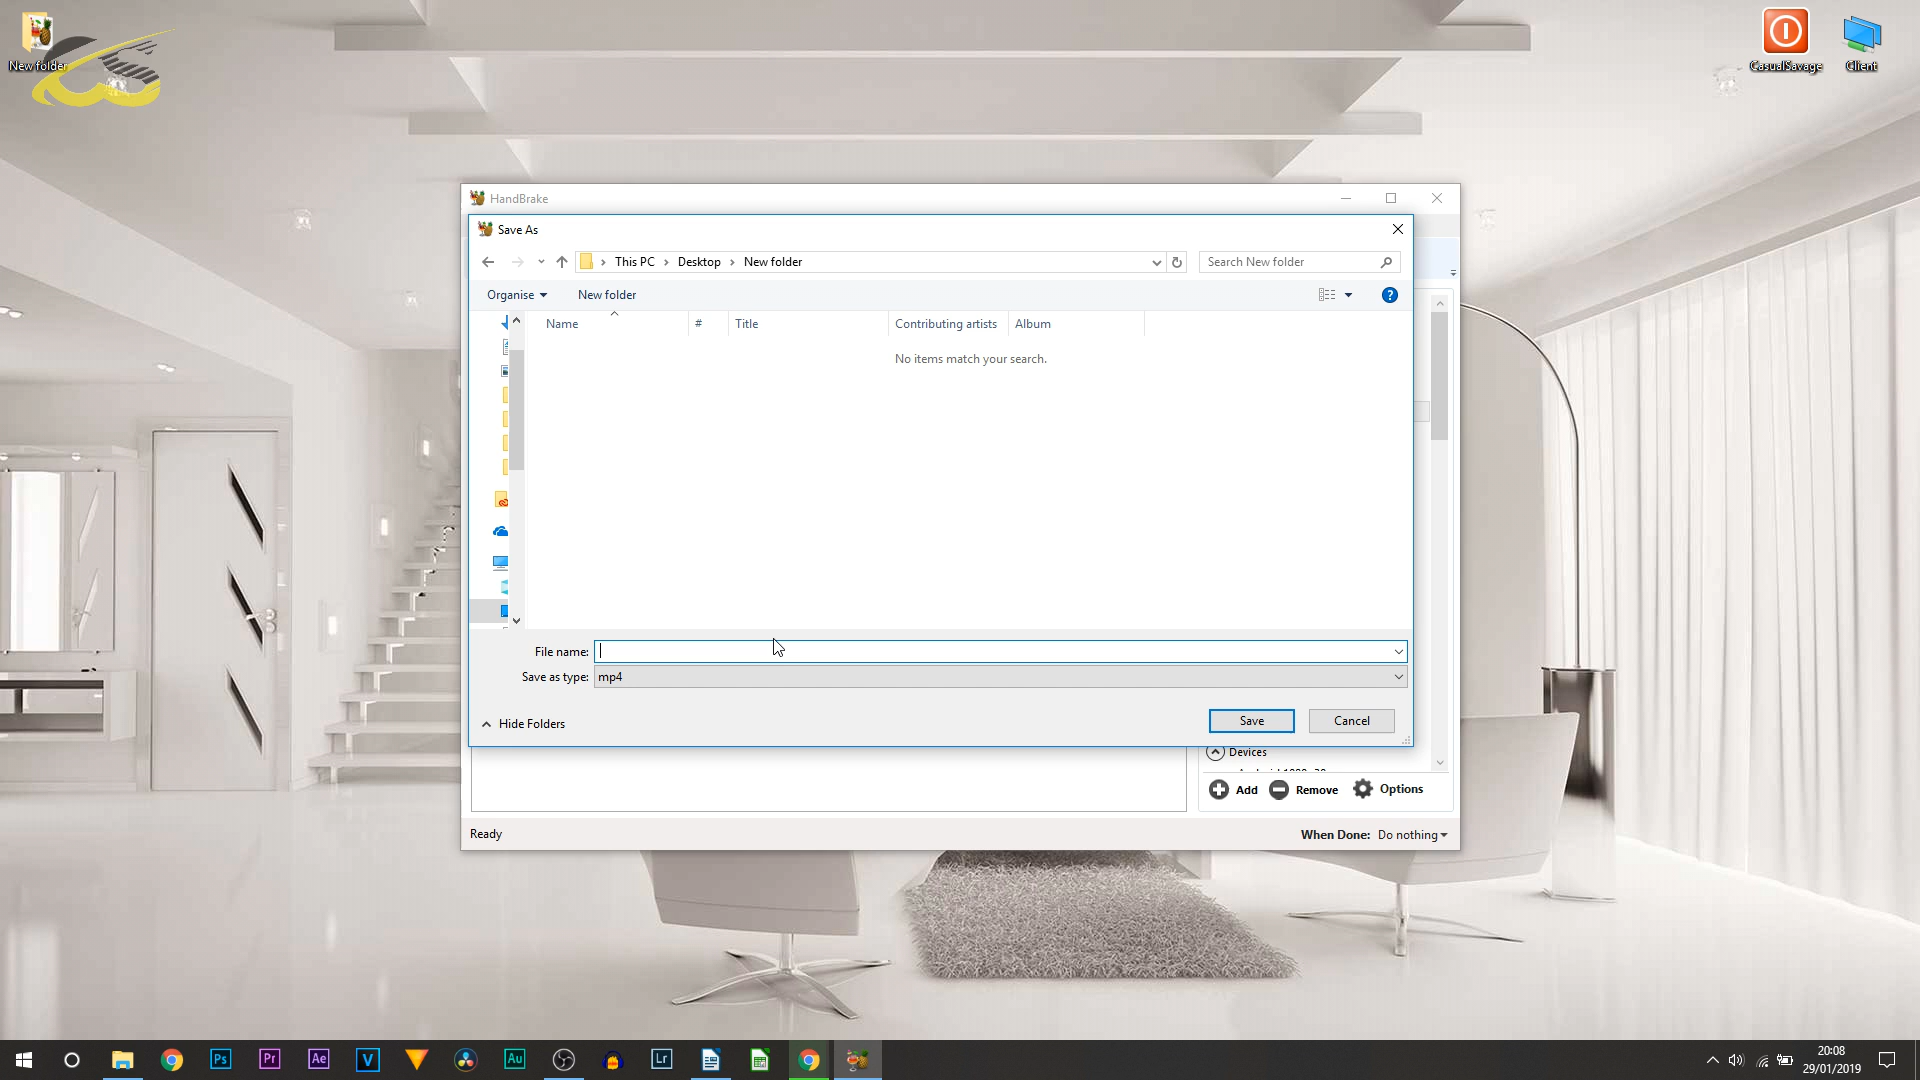 New folder
CasualSavage
Client
HandBrake
Save As
This PC > Desktop > New folder
Search New folder
Organise
New folder
Name
#
Title
Contributing artists
Album
No items match your search.
File name:
Save as type: mp4
Hide Folders
Save
Cancel
Devices
Add
Remove
Options
Ready
When Done: Do nothing
Ps
Pr
Ae
V
Au
Lr
20:08
29/01/2019